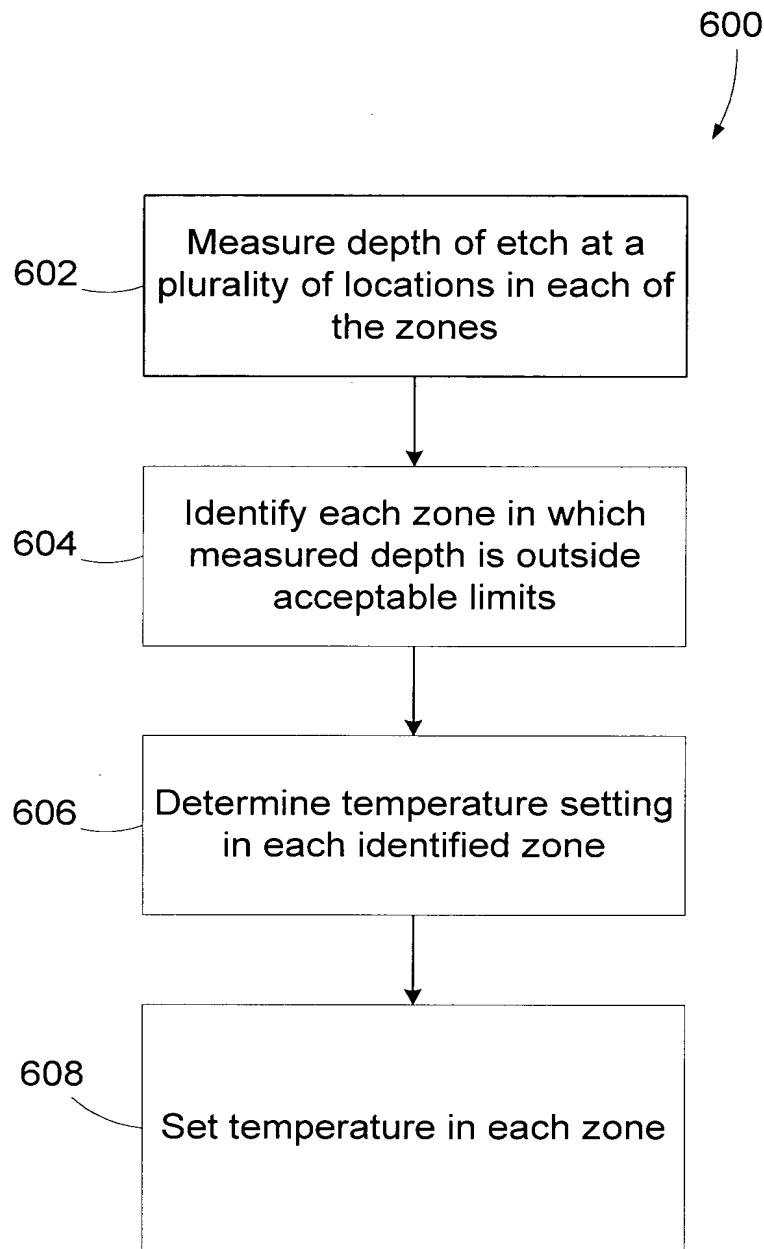 600
602
Measure depth of etch at a
plurality of locations in each of
the zones
604
Identify each zone in which
measured depth is outside
acceptable limits
606
Determine temperature setting
in each identified zone
608
Set temperature in each zone